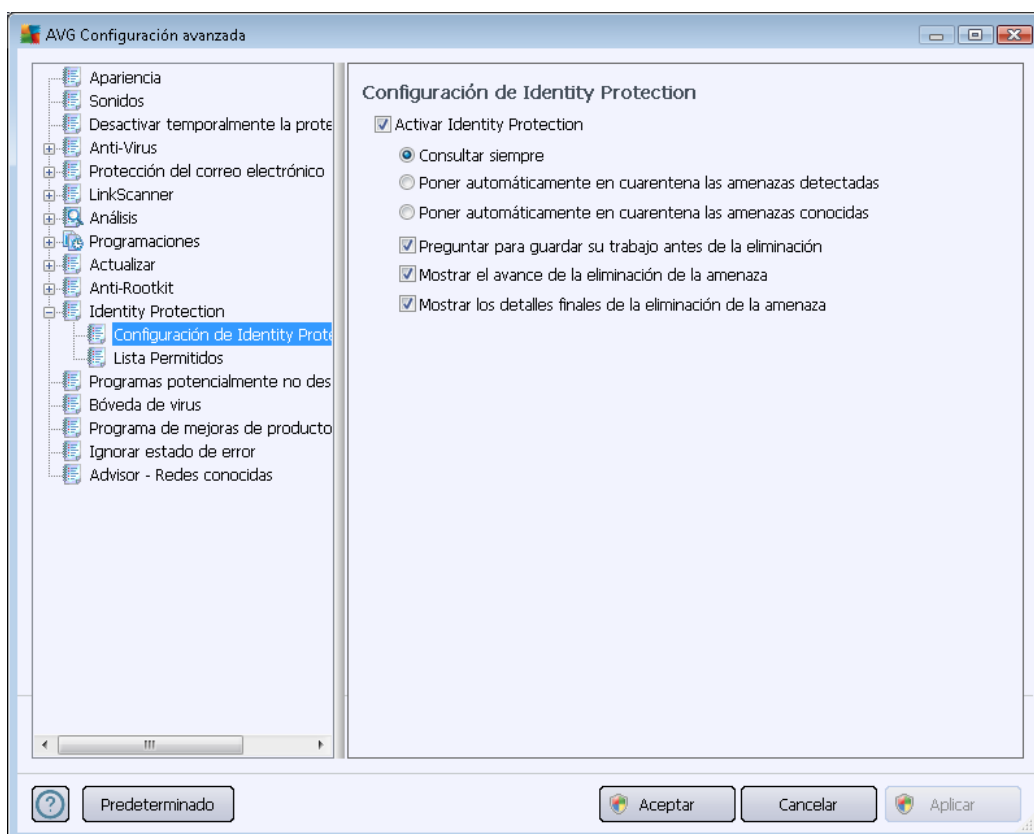 AVG Configuración avanzada
Apariencia
Sonidos
Desactivar temporalmente la prote
Anti-Virus
Protección del correo electrónico
LinkScanner
Análisis
Programaciones
Actualizar
Anti-Rootkit
Identity Protection
Configuración de Identity Prote
Lista Permitidos
Programas potencialmente no des
Bóveda de virus
Programa de mejoras de producto
Ignorar estado de error
Advisor - Redes conocidas
Configuración de Identity Protection
Activar Identity Protection
Consultar siempre
Poner automáticamente en cuarentena las amenazas detectadas
Poner automáticamente en cuarentena las amenazas conocidas
Preguntar para guardar su trabajo antes de la eliminación
Mostrar el avance de la eliminación de la amenaza
Mostrar los detalles finales de la eliminación de la amenaza
Predeterminado
Aceptar
Cancelar
Aplicar